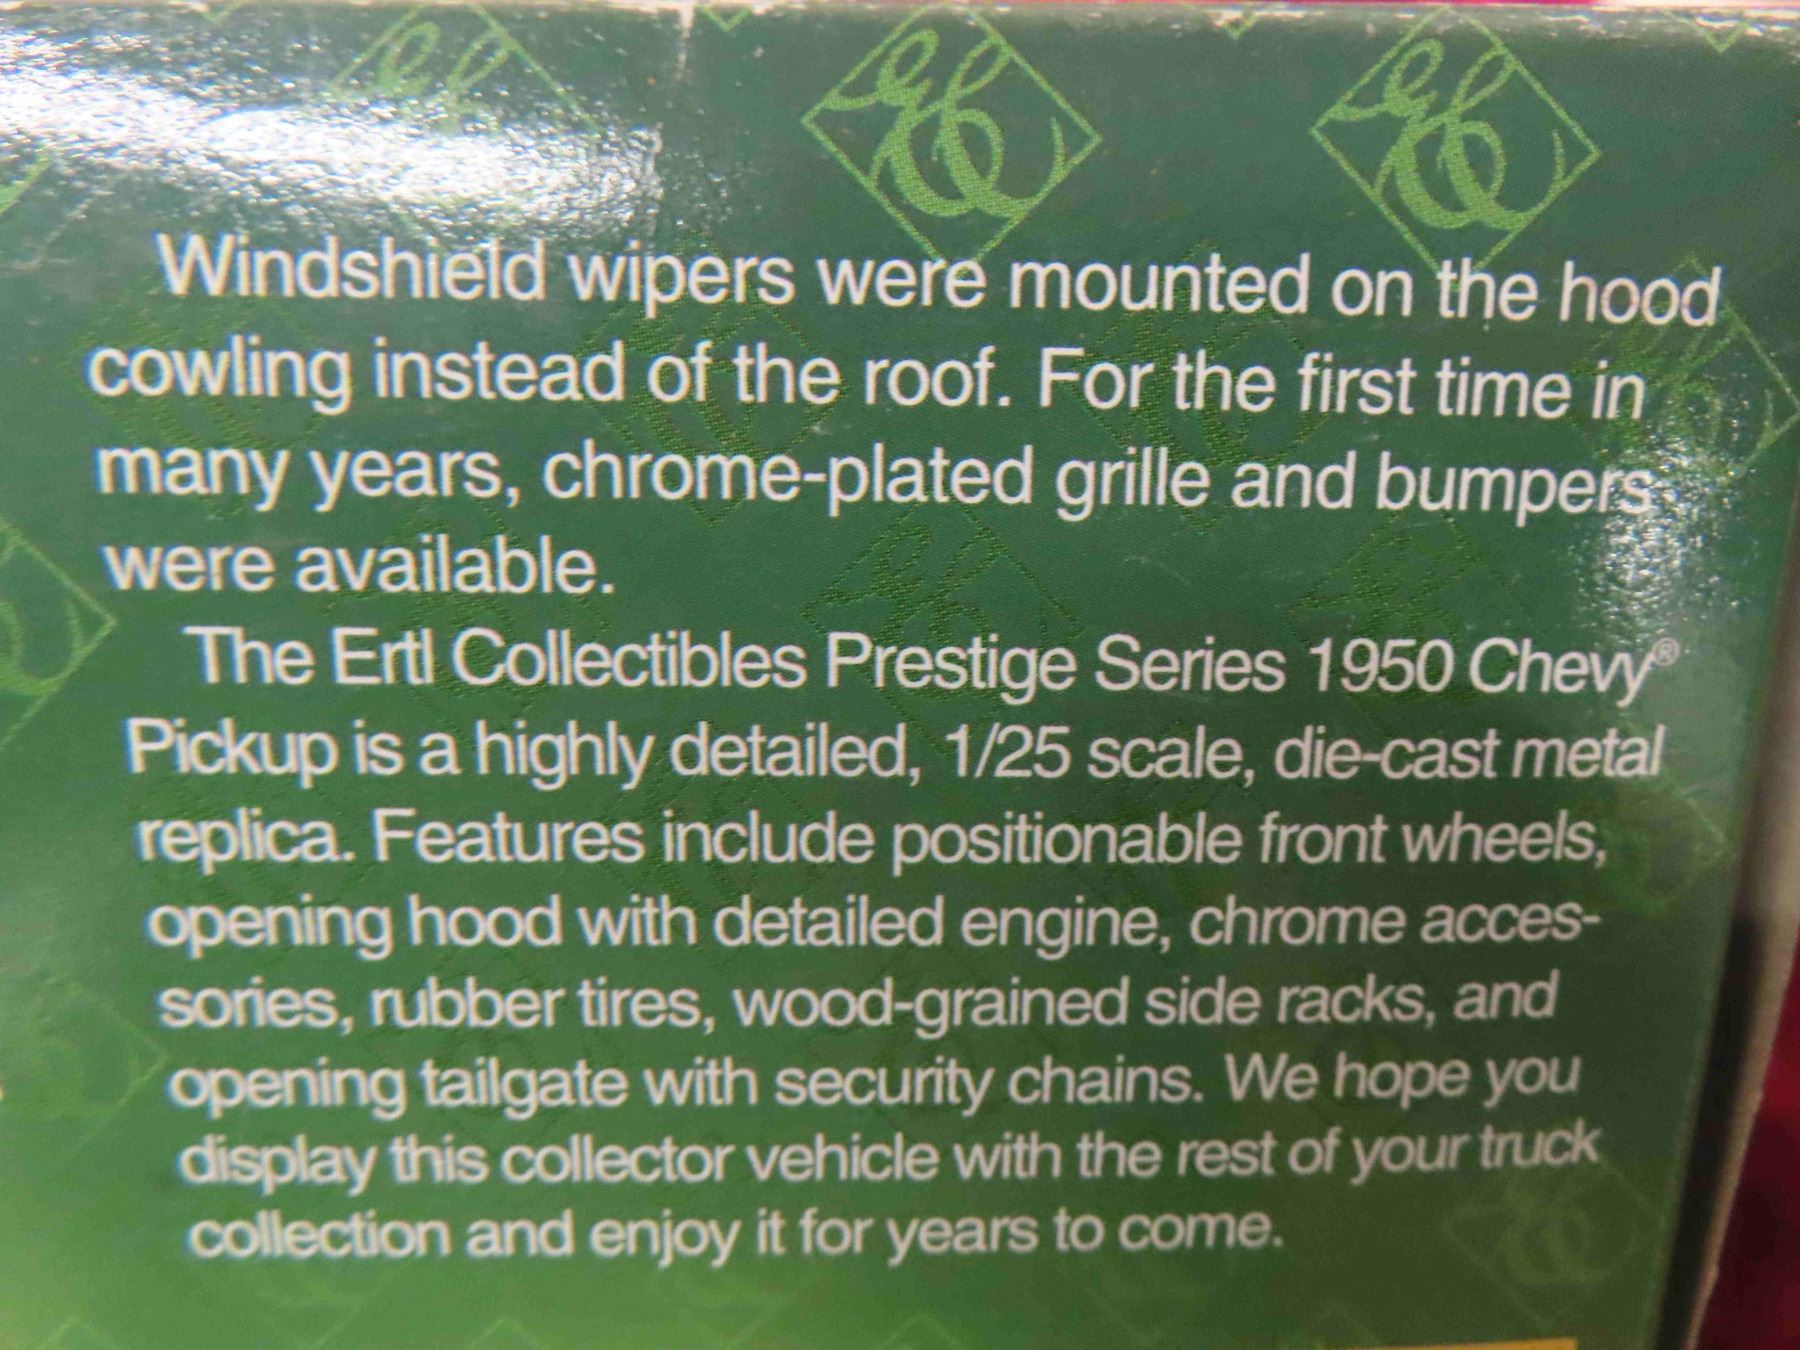 Windshield wipers were mounted on the hood
cowling instead of the roof. For the first time in
many years, chrome-plated grille and bumpers
were available.
The Ertl Collectibles Prestige Series 1950 Chevy®
Pickup is a highly detailed, 1/25 scale, die-cast metal
replica. Features include positionable front wheels,
opening hood with detailed engine, chrome acces-
sories, rubber tires, wood-grained side racks, and
opening tailgate with security chains. We hope you
display this collector vehicle with the rest of your truck
collection and enjoy it for years to come.